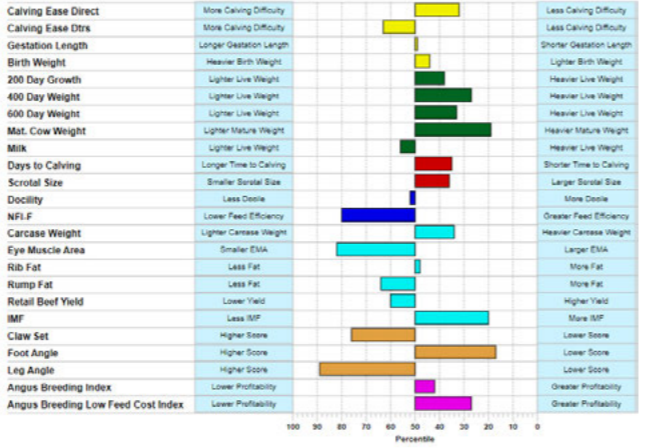 Calving Ease Direct More Calving Difficulty Less Calving Difficulty
Calving Ease Dtrs More Calving Difficulty Less Calving Difficulty
Gestation Length Longer Gestation Length Shorter Gestation Length
Birth Weight Heavier Birth Weight Lighter Birth Weight
200 Day Growth Lighter Live Weight Heavier Live Weight
400 Day Weight Lighter Live Weight Heavier Live Weight
600 Day Weight Lighter Live Weight Heavier Live Weight
Mat. Cow Weight Lighter Mature Weight Heavier Mature Weight
Milk Lighter Live Weight Heavier Live Weight
Days to Calving Longer Time to Calving Shorter Time to Calving
Scrotal Size Smaller Scrotal Size Larger Scrotal Size
Docility Less Docile More Docile
NFI-F Lower Feed Efficiency Greater Feed Efficiency
Carcase Weight Lighter Carcase Weight Heavier Carcase Weight
Eye Muscle Area Smaller EMA Larger EMA
Rib Fat Less Fat More Fat
Rump Fat Less Fat More Fat
Retail Beef Yield Lower Yield Higher Yield
IMF Less IMF More IMF
Claw Set Higher Score Lower Score
Foot Angle Higher Score Lower Score
Leg Angle Higher Score Lower Score
Angus Breeding Index Lower Profitability Greater Profitability
Angus Breeding Low Feed Cost Index Lower Profitability Greater Profitability
100 90 80 70 60 50 40 30 20 10 0
Percentile